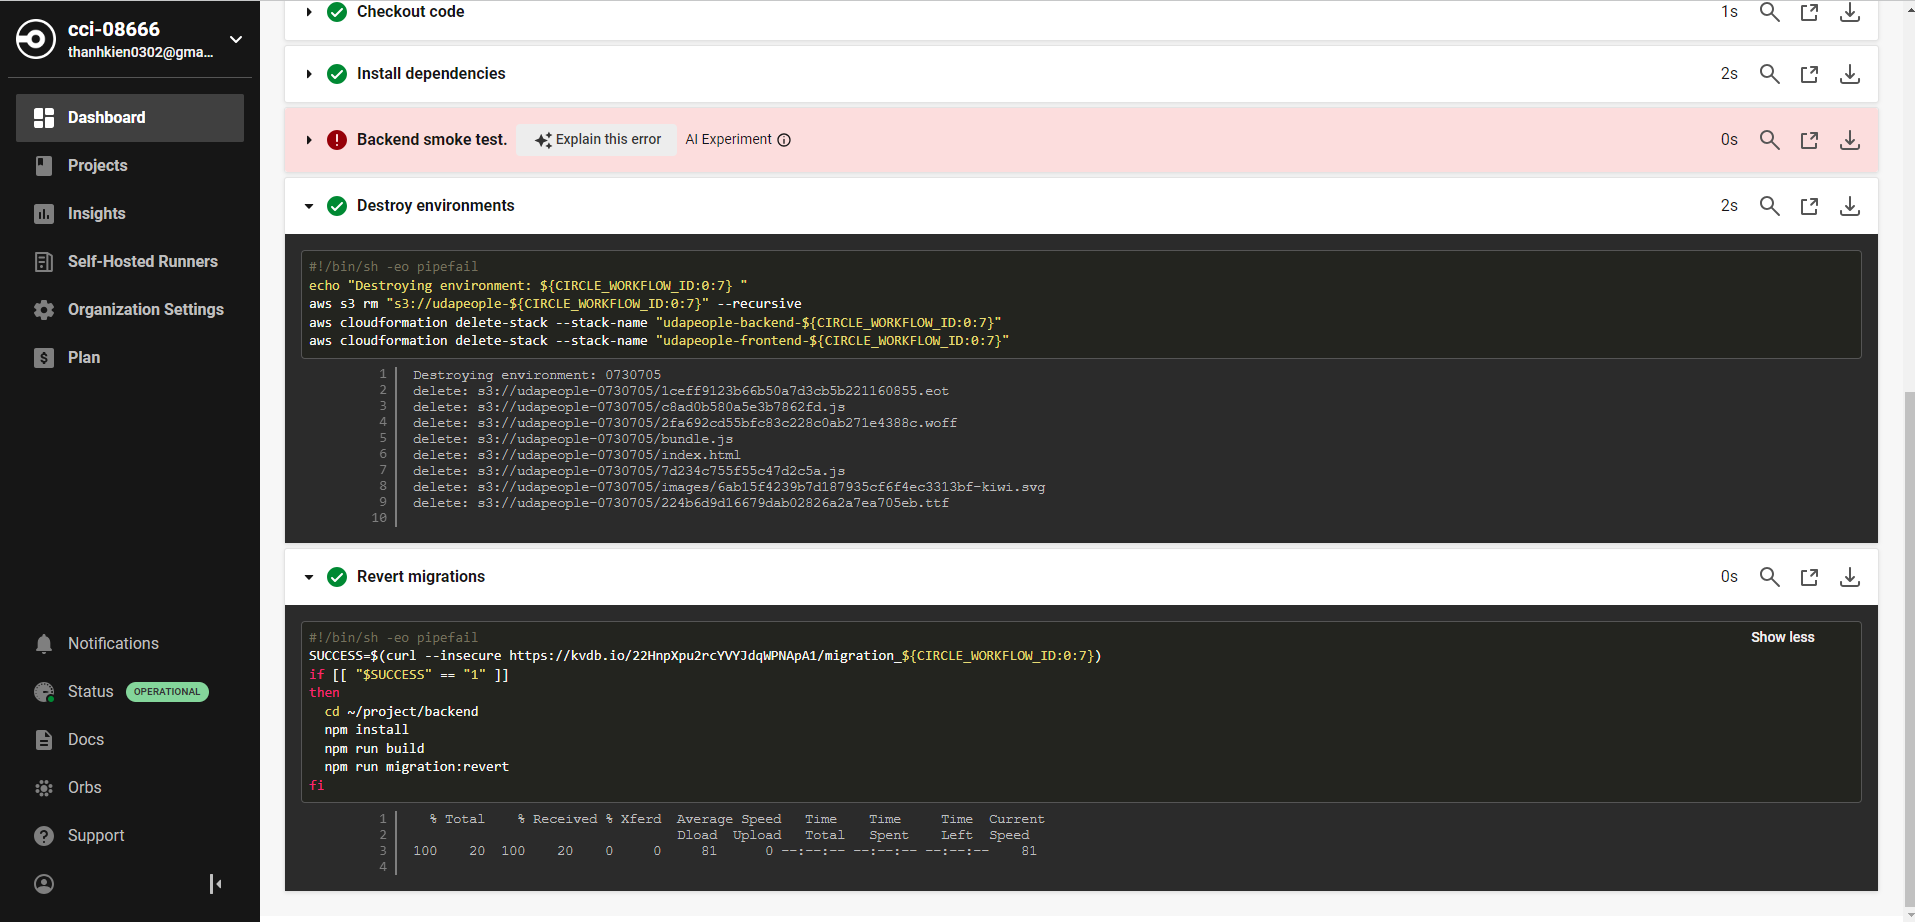 cci-08666
thanhkien0302@gma...
Dashboard
Projects
Insights
Self-Hosted Runners
Organization Settings
Plan
Notifications
Status OPERATIONAL
Docs
Orbs
Support
Checkout code 1s
Install dependencies 2s
Backend smoke test. Explain this error AI Experiment 0s
Destroy environments 2s
#!/bin/sh -eo pipefail
echo "Destroying environment: ${CIRCLE_WORKFLOW_ID:0:7} "
aws s3 rm "s3://udapeople-${CIRCLE_WORKFLOW_ID:0:7}" --recursive
aws cloudformation delete-stack --stack-name "udapeople-backend-${CIRCLE_WORKFLOW_ID:0:7}"
aws cloudformation delete-stack --stack-name "udapeople-frontend-${CIRCLE_WORKFLOW_ID:0:7}"
1 Destroying environment: 0730705
2 delete: s3://udapeople-0730705/1ceff9123b66b50a7d3cb5b221160855.eot
3 delete: s3://udapeople-0730705/c8ad0b580a5e3b7862fd.js
4 delete: s3://udapeople-0730705/2fa692cd55bfc83c228c0ab271e4388c.woff
5 delete: s3://udapeople-0730705/bundle.js
6 delete: s3://udapeople-0730705/index.html
7 delete: s3://udapeople-0730705/7d234c755f55c47d2c5a.js
8 delete: s3://udapeople-0730705/images/6ab15f4239b7d187935cf6f4ec3313bf-kiwi.svg
9 delete: s3://udapeople-0730705/224b6d9d16679dab02826a2a7ea705eb.ttf
10
Revert migrations 0s
#!/bin/sh -eo pipefail Show less
SUCCESS=$(curl --insecure https://kvdb.io/22HnpXpu2rcYVYJdqWPNApA1/migration_${CIRCLE_WORKFLOW_ID:0:7})
if [[ "$SUCCESS" == "1" ]]
then
cd ~/project/backend
npm install
npm run build
npm run migration:revert
fi
1 % Total % Received % Xferd Average Speed Time Time Time Current
2 Dload Upload Total Spent Left Speed
3 100 20 100 20 0 0 81 0 --:--:-- --:--:-- --:--:-- 81
4